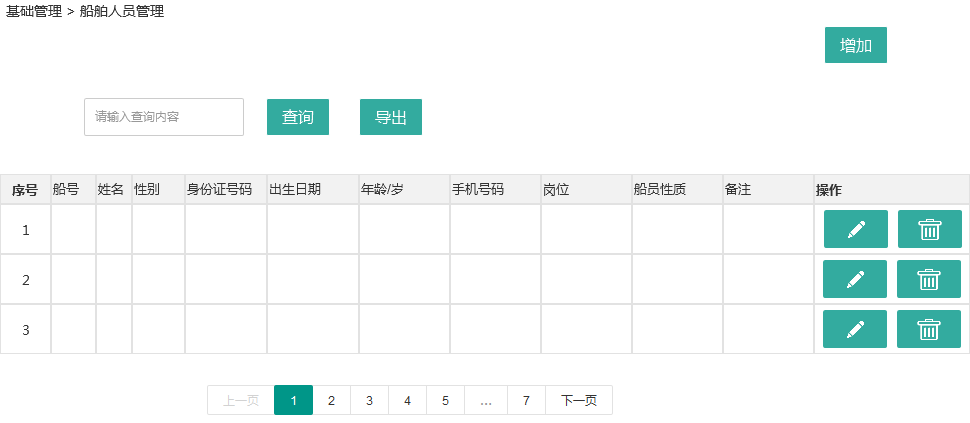 基础管理 > 船舶人员管理
增加
请输入查询内容 查询 导出
序号 船号 姓名 性别 身份证号码 出生日期 年龄/岁 手机号码 岗位 船员性质 备注 操作
1
2
3
上一页 1 2 3 4 5 ... 7 下一页